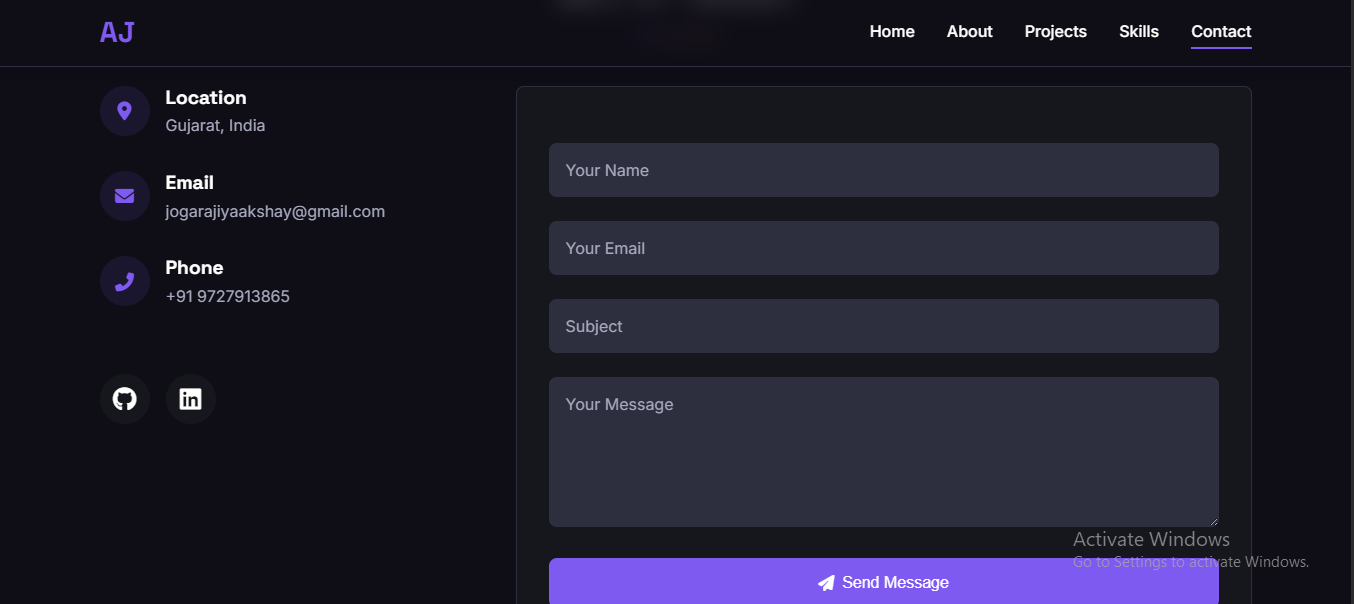 AJ
Home About Projects Skills Contact
Location
Gujarat, India
Email
jogarajiyaakshay@gmail.com
Phone
+91 9727913865
Your Name
Your Email
Subject
Your Message
Send Message
Activate Windows
Go to Settings to activate Windows.